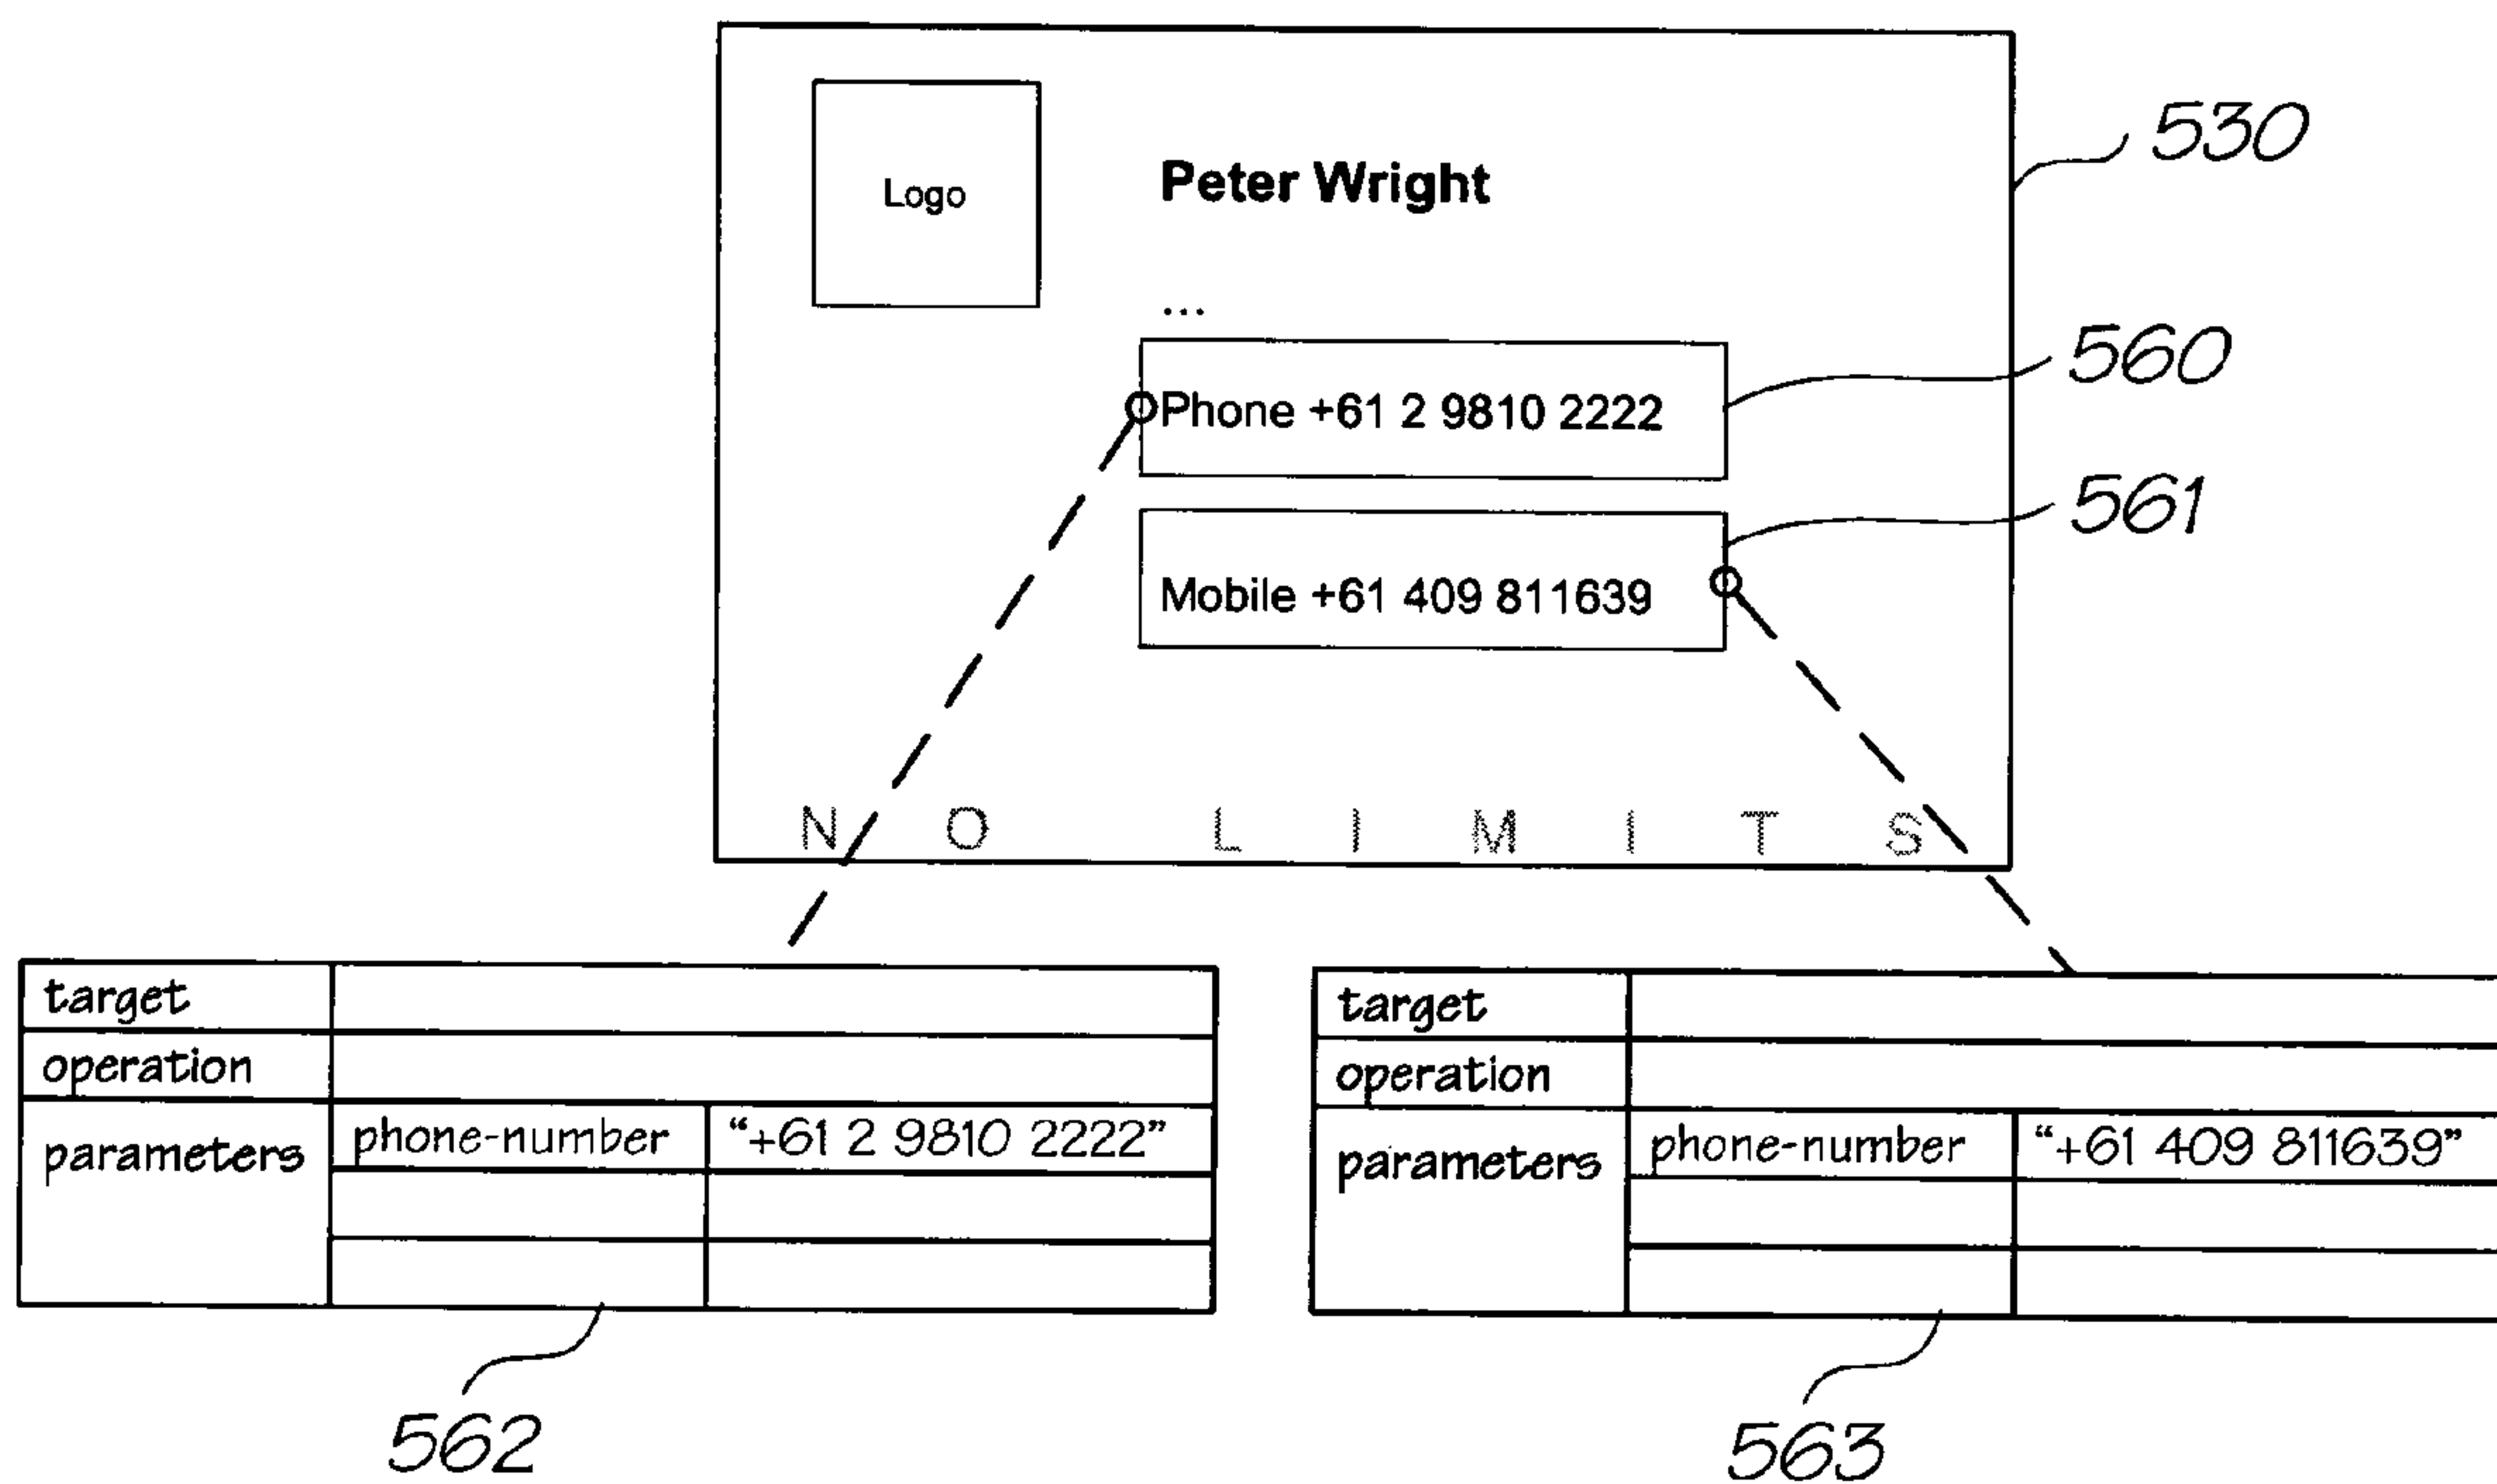 Logo
Peter Wright
530
...
560
Phone +61 2 9810 2222
561
Mobile +61 409 811639
N O L I M I T S
target
operation
parameters phone-number “+61 2 9810 2222”
562
target
operation
parameters phone-number “+61 409 811639”
563